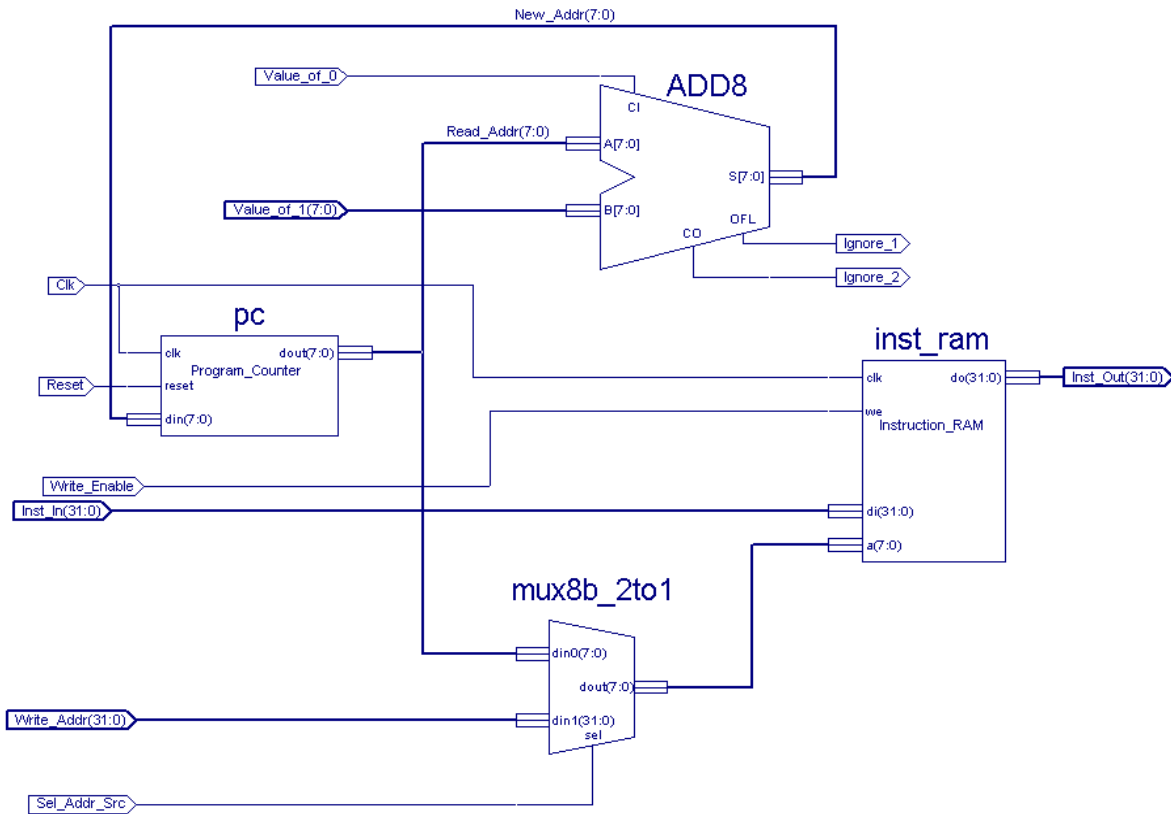 New_Addr(7:0)
Value_of_0
ADD8
CI
Read_Addr(7:0)
A[7:0]
S[7:0]
Value_of_1(7:0)
B[7:0]
OFL
CO
Ignore_1
Ignore_2
Clk
pc
clk
dout(7:0)
Program_Counter
Reset
reset
din(7:0)
inst_ram
clk
do(31:0)
Inst_Out(31:0)
we
Instruction_RAM
Write_Enable
Inst_In(31:0)
di(31:0)
a(7:0)
mux8b_2to1
din0(7:0)
dout(7:0)
Write_Addr(31:0)
din1(31:0)
sel
Sel_Addr_Src